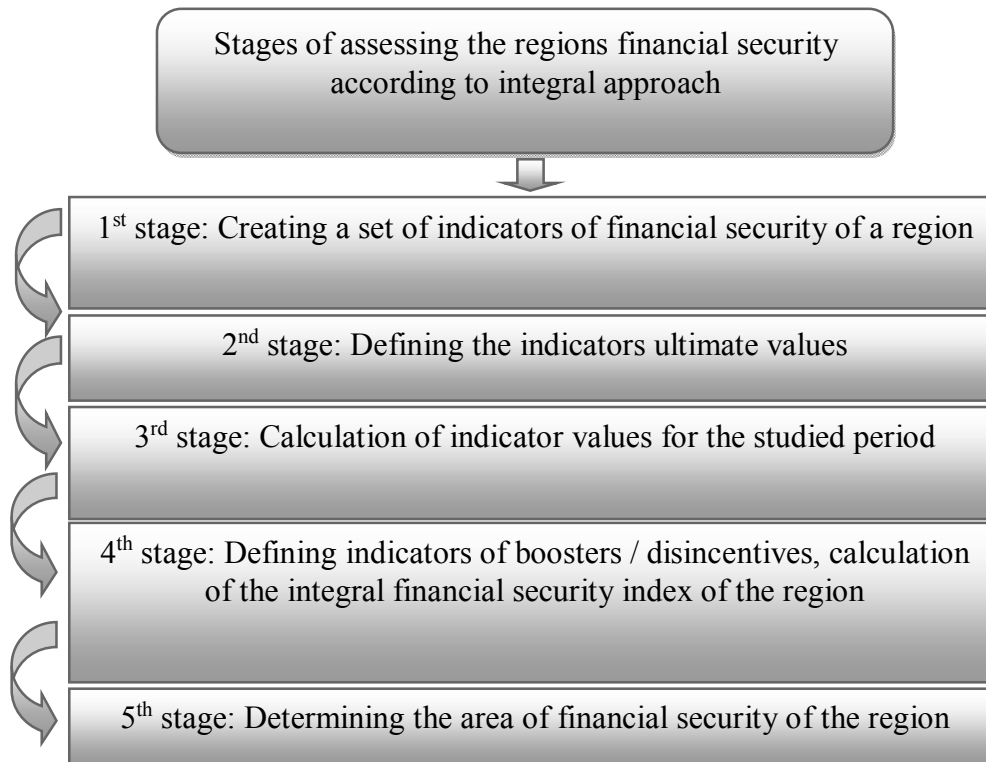 Stages of assessing the regions financial security
according to integral approach
1st stage: Creating a set of indicators of financial security of a region
2nd stage: Defining the indicators ultimate values
3rd stage: Calculation of indicator values for the studied period
4th stage: Defining indicators of boosters / disincentives, calculation
of the integral financial security index of the region
5th stage: Determining the area of financial security of the region